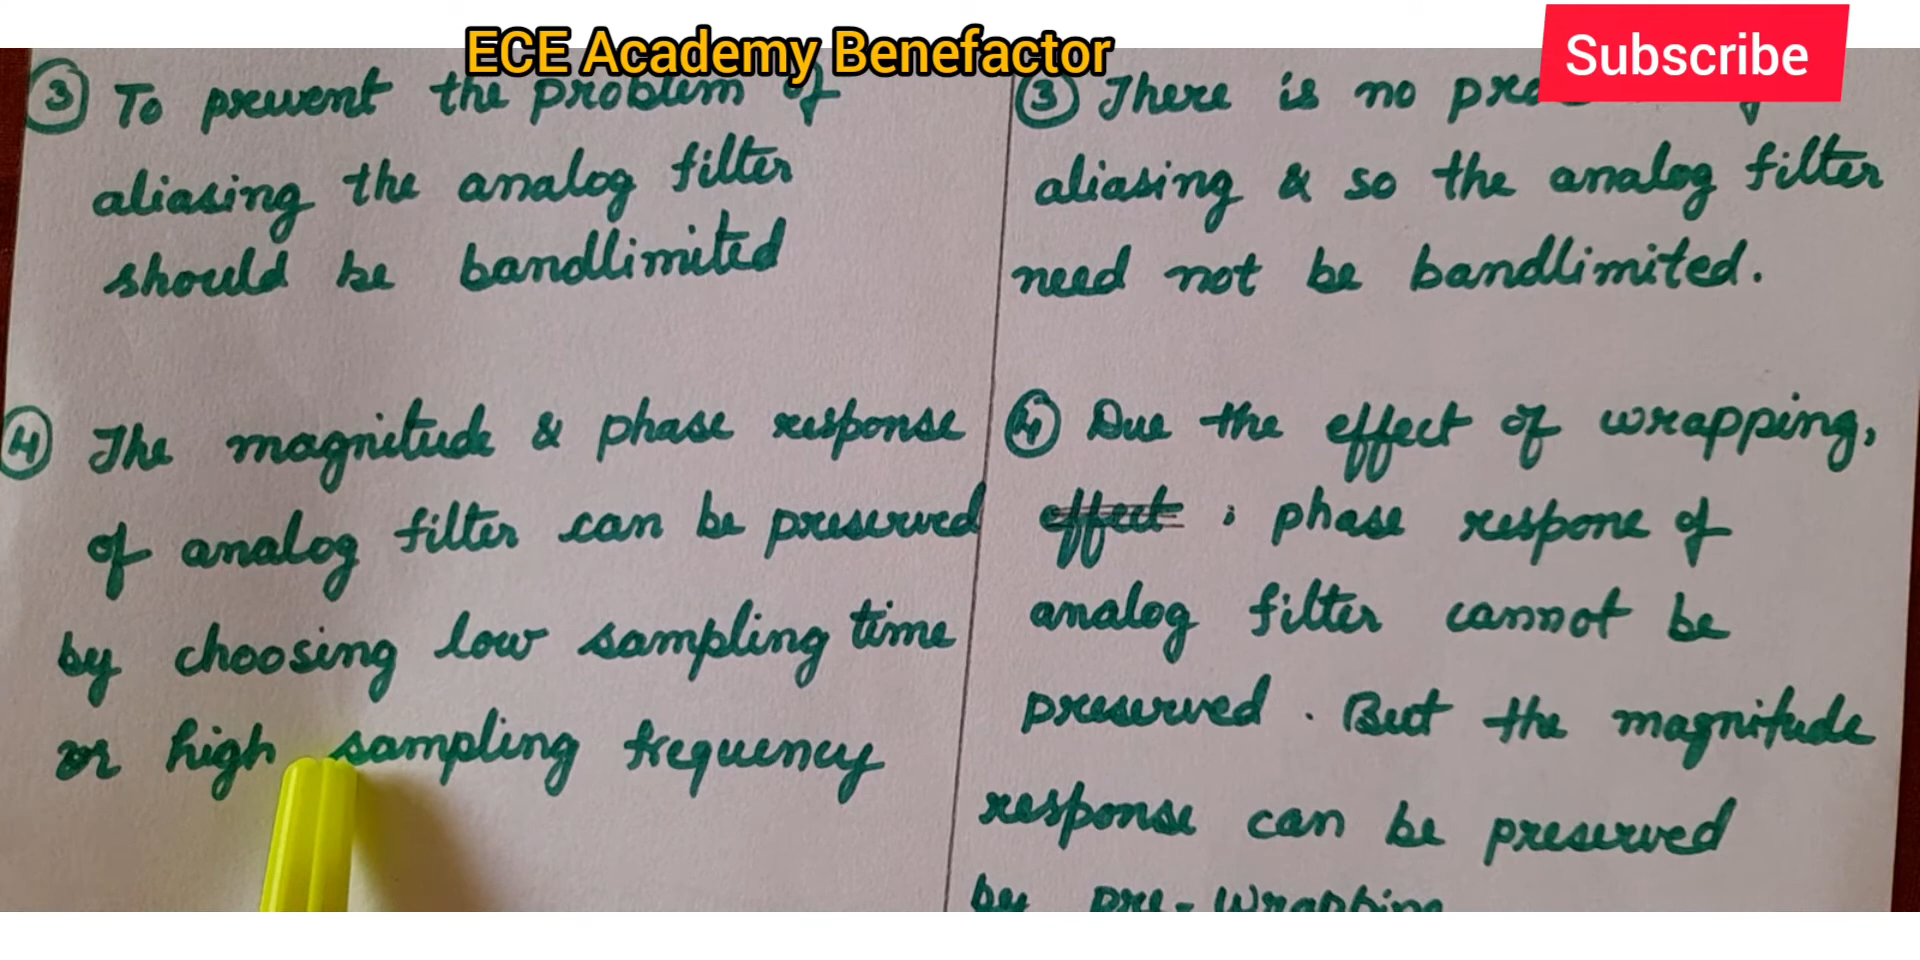 ECE Academy Benefactor
Subscribe
③ To prevent the problem of
aliasing the analog filter
should be bandlimited
④ The magnitude & phase response
of analog filter can be preserved
by choosing low sampling time
or high sampling frequency
③ There is no
aliasing & so the analog filter
need not be bandlimited.
④ Due the effect of wrapping,
effect ; phase respone of
analog filter cannot be
preserved. But the magnitude
response can be preserved
by pre-wrapping